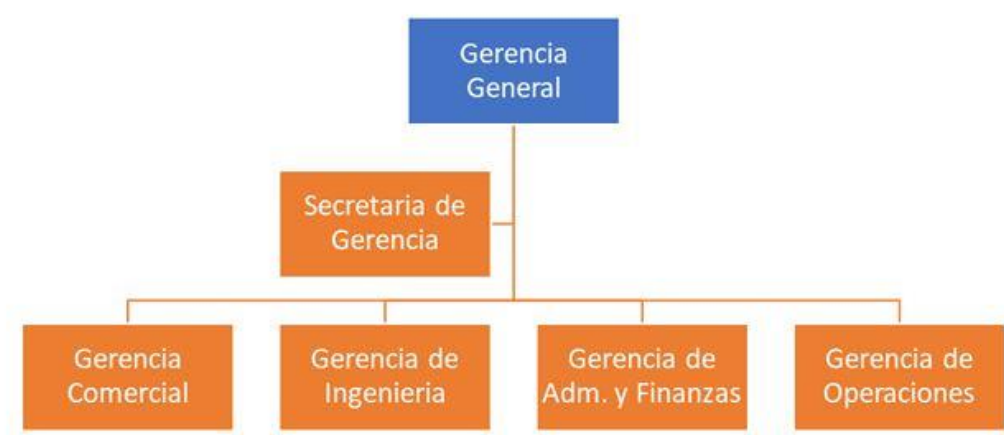 Gerencia
General
Secretaria de
Gerencia
Gerencia
Comercial
Gerencia de
Ingenieria
Gerencia de
Adm. y Finanzas
Gerencia de
Operaciones